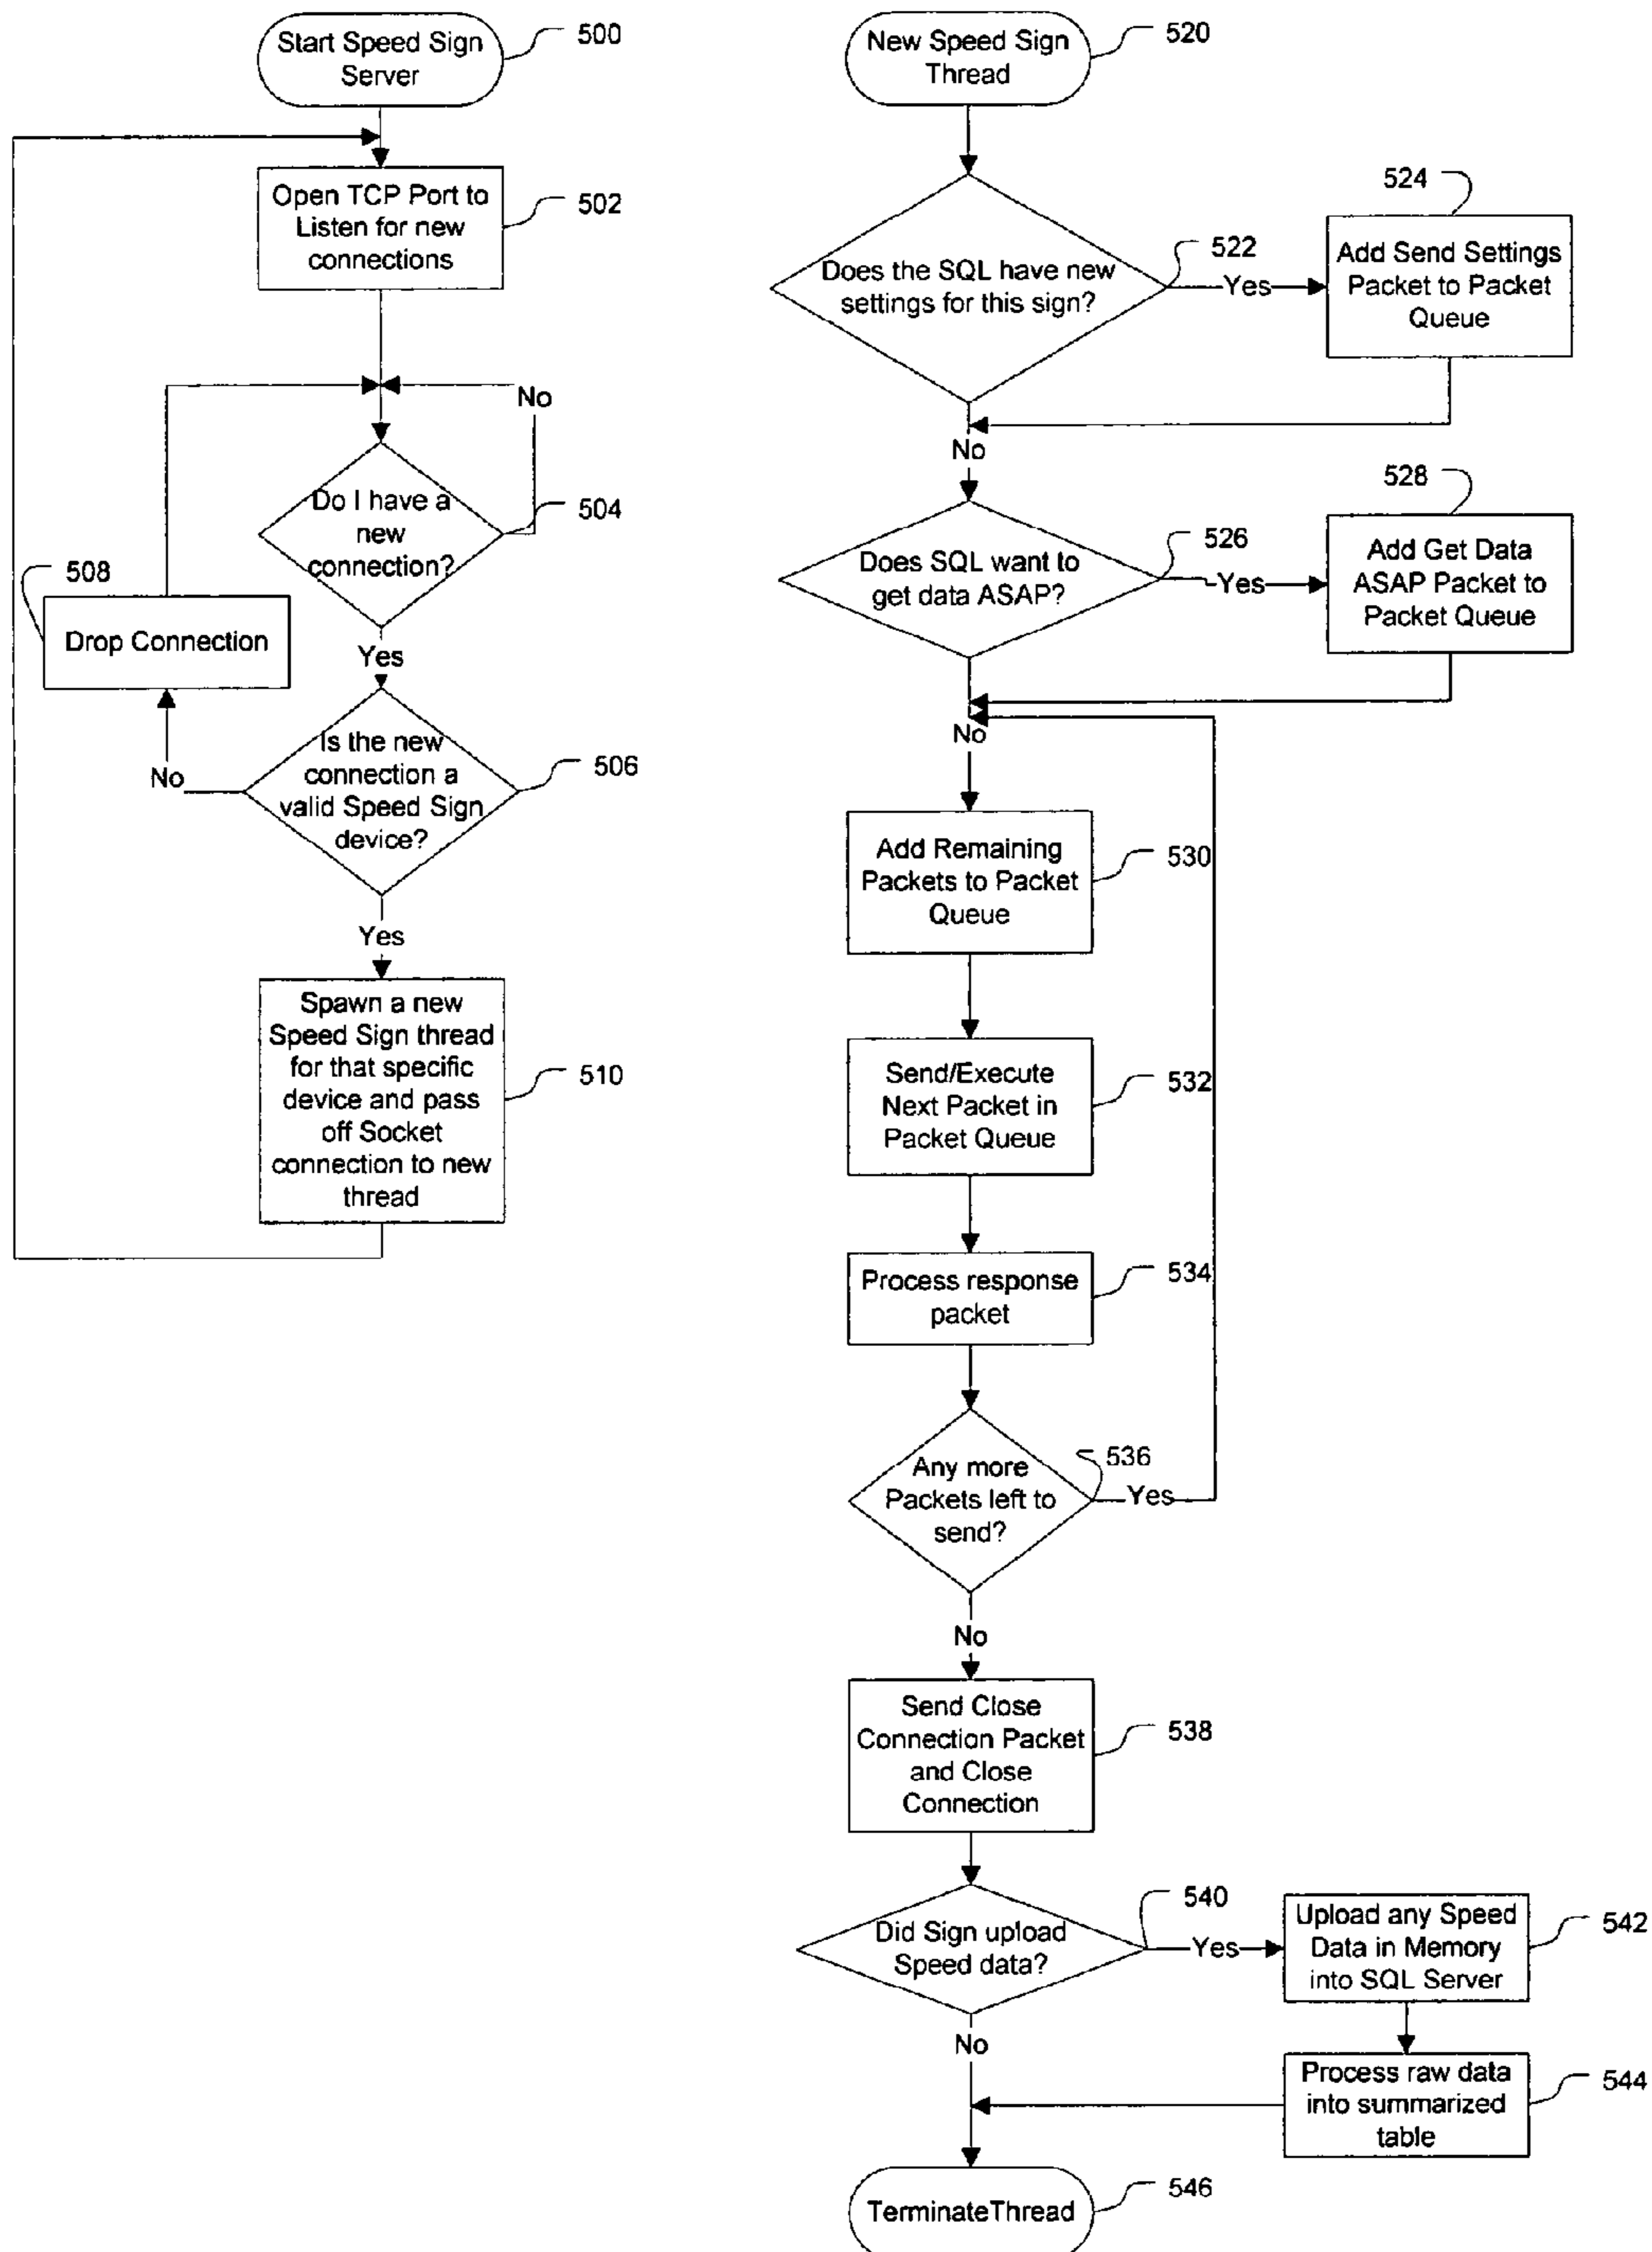 Start Speed Sign
Server
500
Open TCP Port to
Listen for new
connections
502
No
Do I have a
new
connection?
504
508
Drop Connection
Yes
Is the new
connection a
valid Speed Sign
device?
506
No
Yes
Spawn a new
Speed Sign thread
for that specific
device and pass
off Socket
connection to new
thread
510
New Speed Sign
Thread
520
Does the SQL have new
settings for this sign?
522
Yes
524
Add Send Settings
Packet to Packet
Queue
No
Does SQL want to
get data ASAP?
526
Yes
528
Add Get Data
ASAP Packet to
Packet Queue
No
Add Remaining
Packets to Packet
Queue
530
Send/Execute
Next Packet in
Packet Queue
532
Process response
packet
534
Any more
Packets left to
send?
536
Yes
No
Send Close
Connection Packet
and Close
Connection
538
Did Sign upload
Speed data?
540
Yes
Upload any Speed
Data in Memory
into SQL Server
542
No
Process raw data
into summarized
table
544
TerminateThread
546